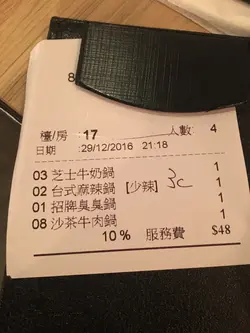 8
檯/房 : 17 人數 : 4
日期 : 29/12/2016 21:18
03 芝士牛奶鍋 1
02 台式麻辣鍋 [少辣] 3c 1
01 招牌臭臭鍋 1
08 沙茶牛肉鍋 1
10% 服務費 $48